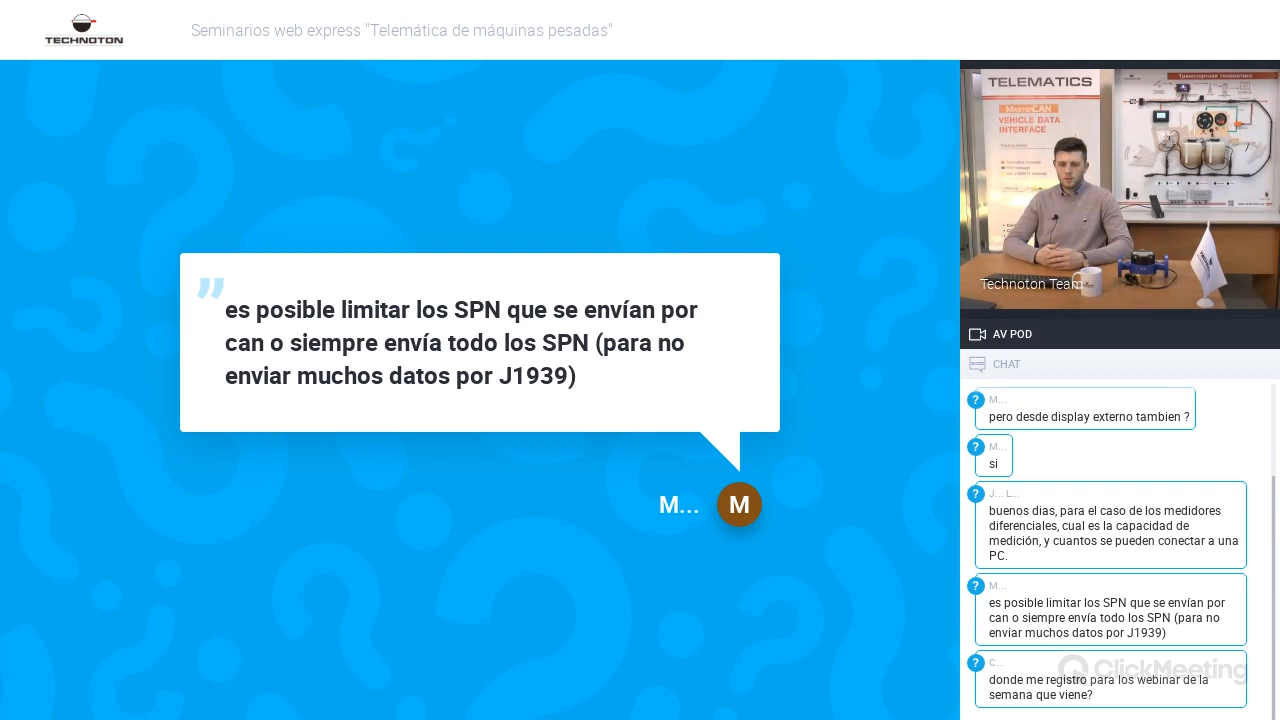 TECHNOTON
Seminarios web express "Telemática de máquinas pesadas"
es posible limitar los SPN que se envían por
can o siempre envía todo los SPN (para no
enviar muchos datos por J1939)
M...
M
TELEMATICS
MasterCAN
VEHICLE DATA
INTERFACE
Транспортная телематика
Technoton Team
AV POD
CHAT
?
M...
pero desde display externo tambien ?
?
M...
si
?
J... L...
buenos dias, para el caso de los medidores
diferenciales, cual es la capacidad de
medición, y cuantos se pueden conectar a una
PC.
?
M...
es posible limitar los SPN que se envían por
can o siempre envía todo los SPN (para no
enviar muchos datos por J1939)
?
C...
donde me registro para los webinar de la
semana que viene?
ClickMeeting